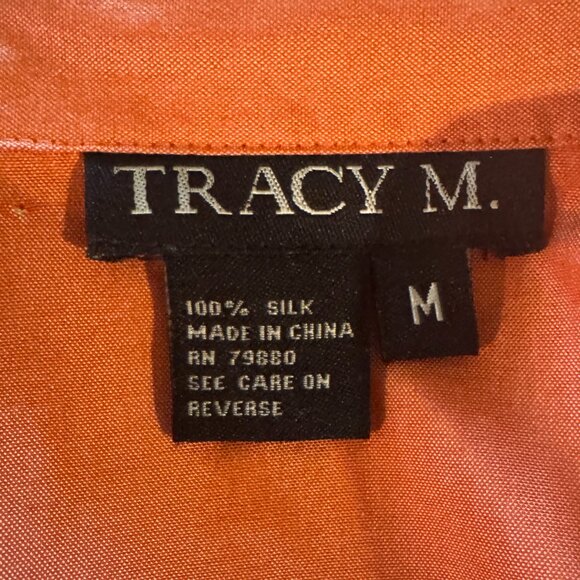 TRACY M.
100% SILK
MADE IN CHINA
RN 79880
SEE CARE ON
REVERSE
M